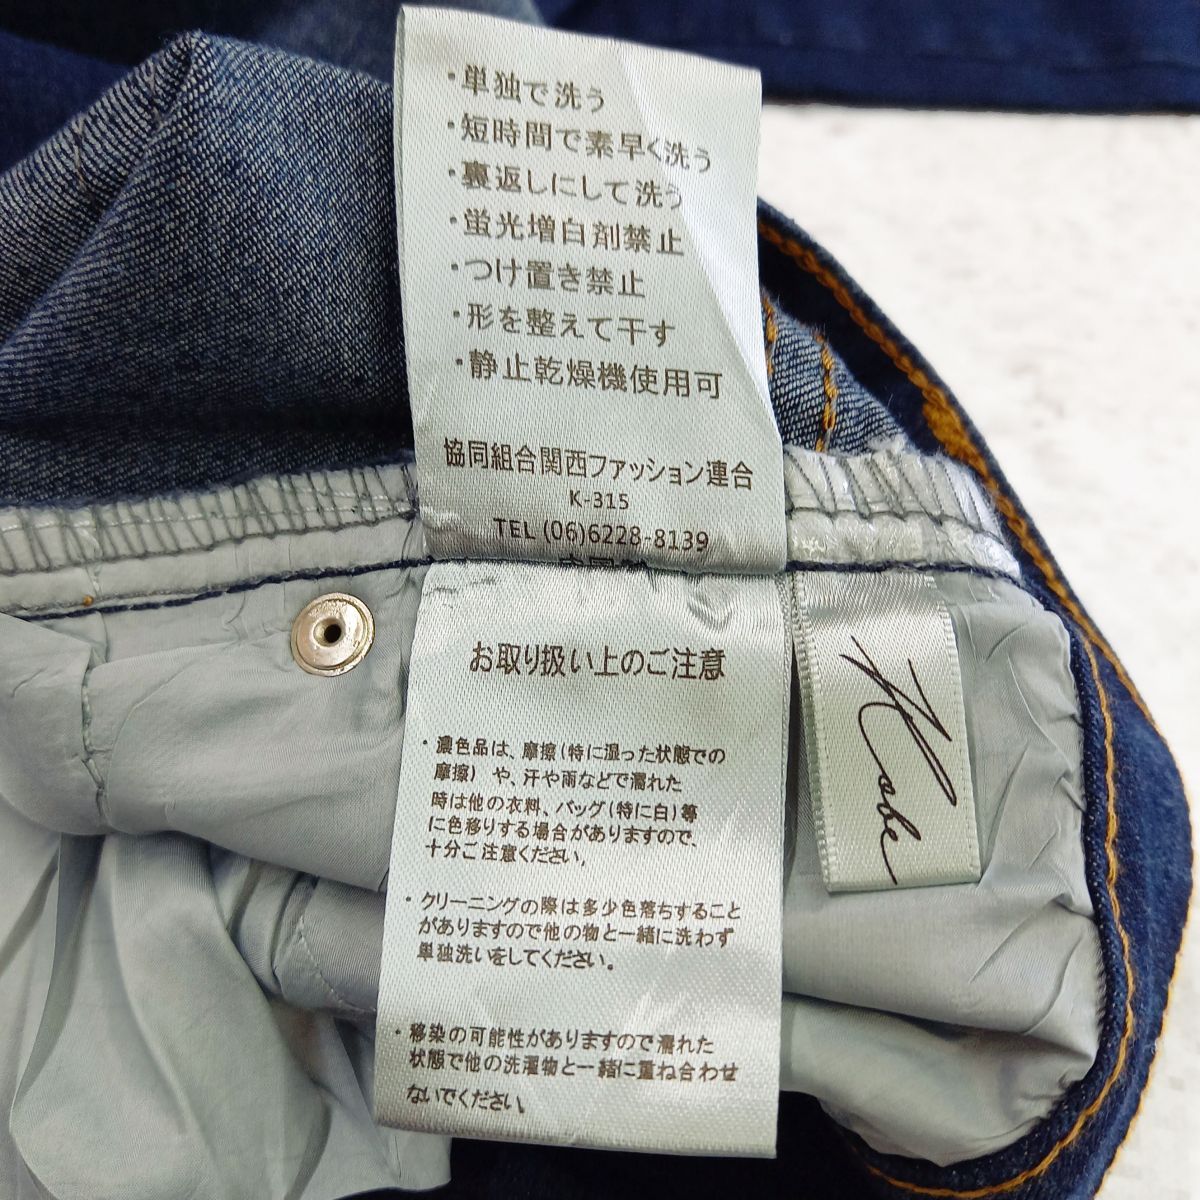 ・単独で洗う
・短時間で素早く洗う
・裏返しにして洗う
・蛍光増白剤禁止
・つけ置き禁止
・形を整えて干す
・静止乾燥機使用可
協同組合関西ファッション連合
K-315
TEL (06)6228-8139
お取り扱い上のご注意
・濃色品は、摩擦(特に湿った状態での
摩擦) や、汗や雨などで濡れた
時は他の衣料、バッグ(特に白)等
に色移りする場合がありますので、
十分ご注意ください。
・クリーニングの際は多少色落ちすること
がありますので他の物と一緒に洗わず
単独洗いをしてください。
・移染の可能性がありますので濡れた
状態で他の洗濯物と一緒に重ね合わせ
ないでください。